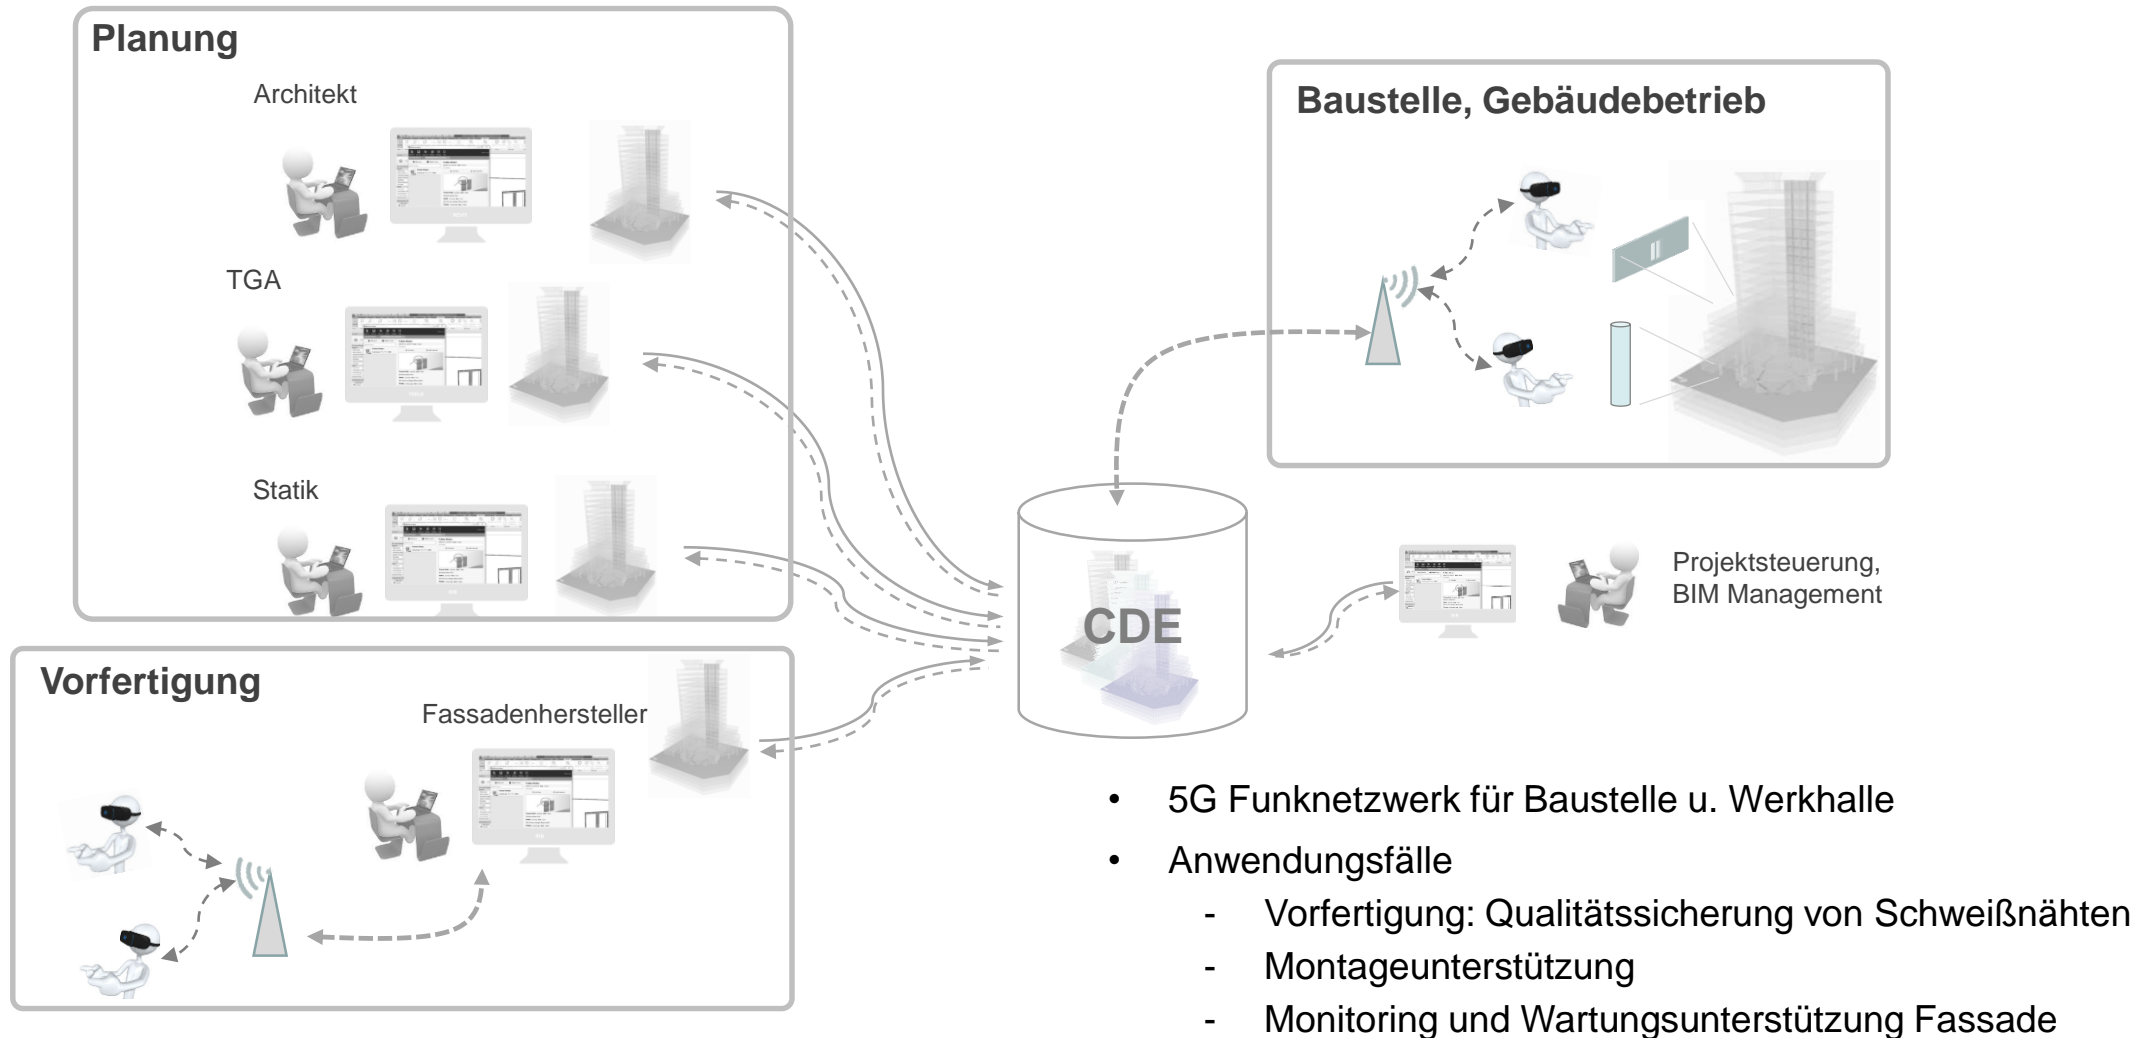 Planung
Architekt
TGA
Statik
Vorfertigung
Fassadenhersteller
Baustelle, Gebäudebetrieb
CDE
Projektsteuerung,
BIM Management
• 5G Funknetzwerk für Baustelle u. Werkhalle
• Anwendungsfälle
- Vorfertigung: Qualitätssicherung von Schweißnähten
- Montageunterstützung
- Monitoring und Wartungsunterstützung Fassade